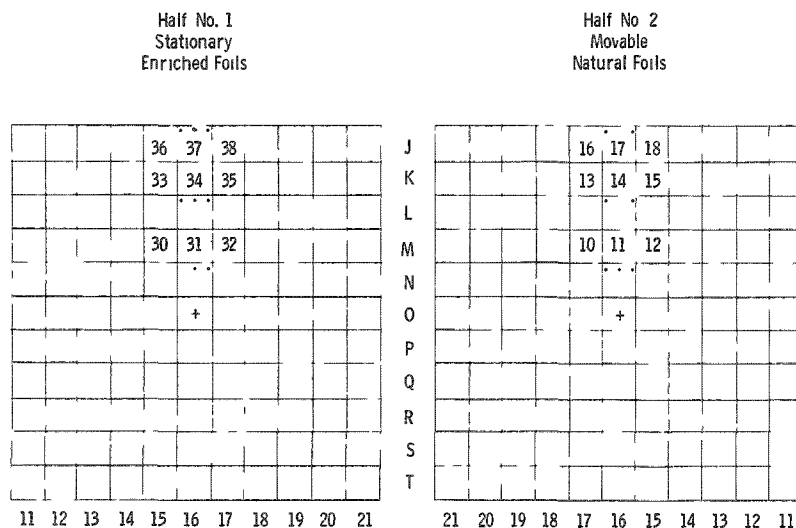 Half No. 1
Stationary
Enriched Foils
Half No 2
Movable
Natural Foils
36 37 38 J 16 17 18
33 34 35 K 13 14 15
L
30 31 32 M 10 11 12
N
+ O +
P
Q
R
S
T
11 12 13 14 15 16 17 18 19 20 21 21 20 19 18 17 16 15 14 13 12 11